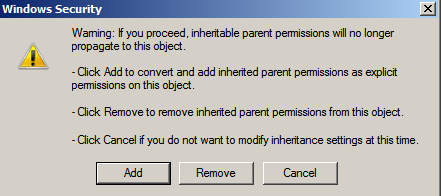 Windows Security
Warning: If you proceed, inheritable parent permissions will no longer
propagate to this object.
- Click Add to convert and add inherited parent permissions as explicit
permissions on this object.
- Click Remove to remove inherited parent permissions from this object.
- Click Cancel if you do not want to modify inheritance settings at this time.
Add Remove Cancel